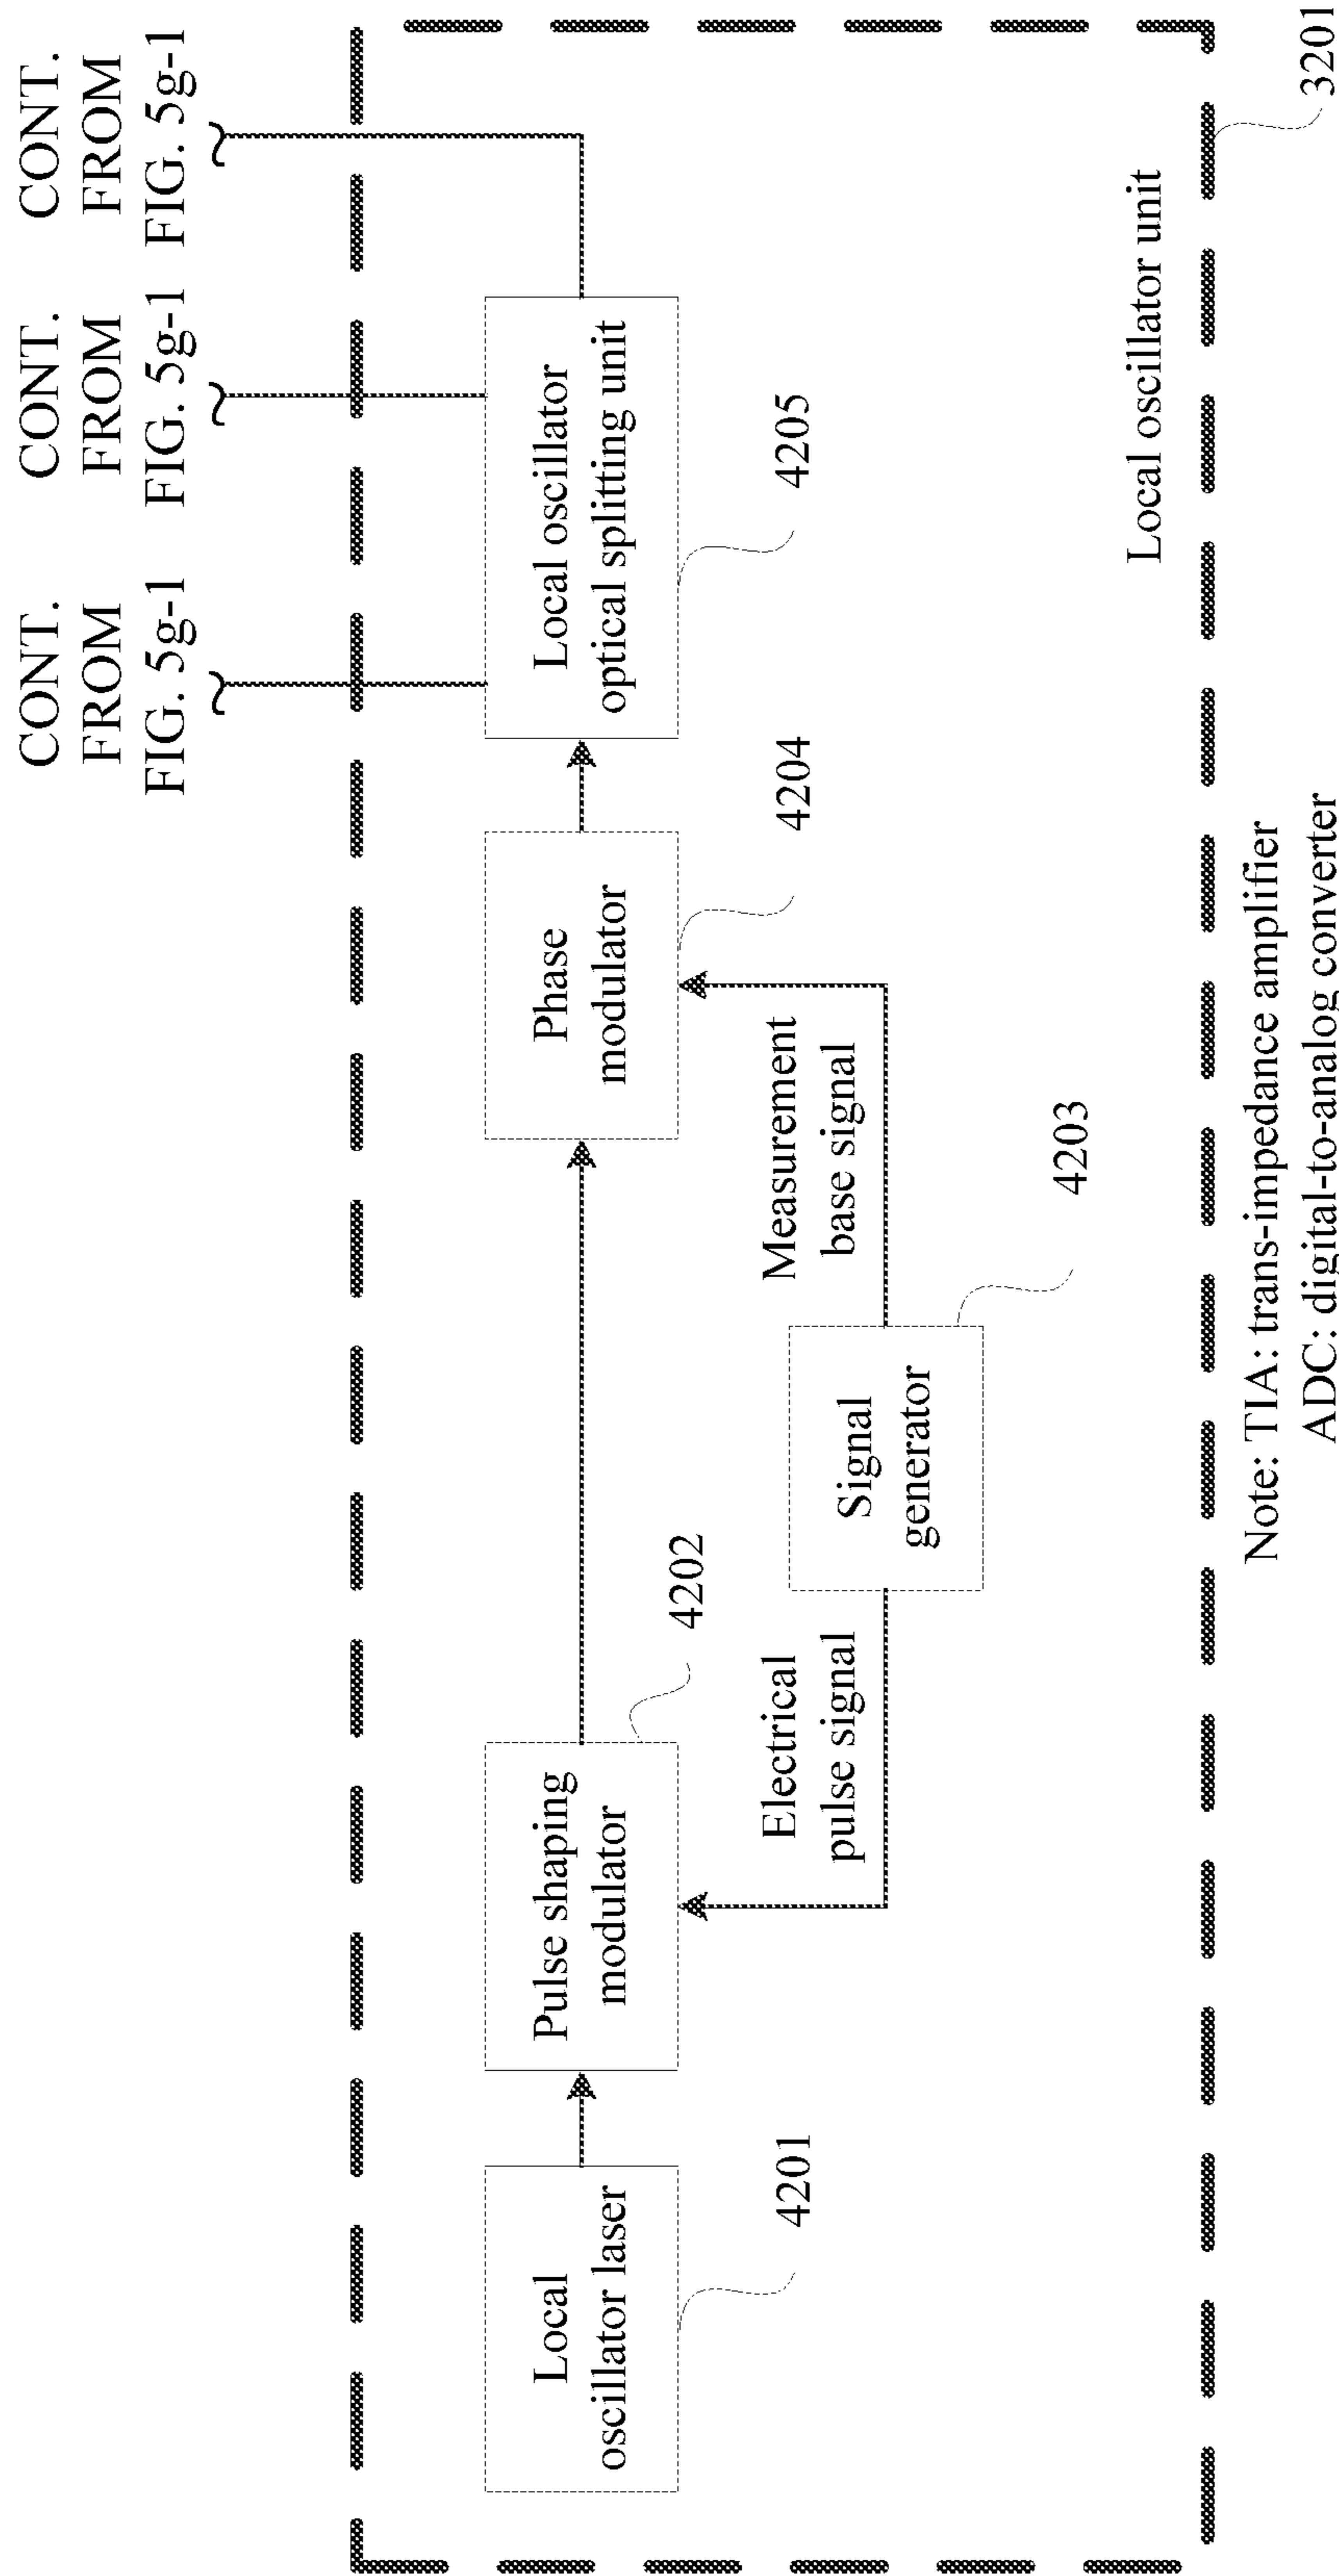 CONT.
FROM
FIG. 5g-1
CONT.
FROM
FIG. 5g-1
CONT.
FROM
FIG. 5g-1
Local
oscillator laser
4201
Pulse shaping
modulator
4202
Phase
modulator
4204
Local oscillator
optical splitting unit
4205
Electrical
pulse signal
Signal
generator
4203
Measurement
base signal
Local oscillator unit
3201
Note: TIA: trans-impedance amplifier
ADC: digital-to-analog converter